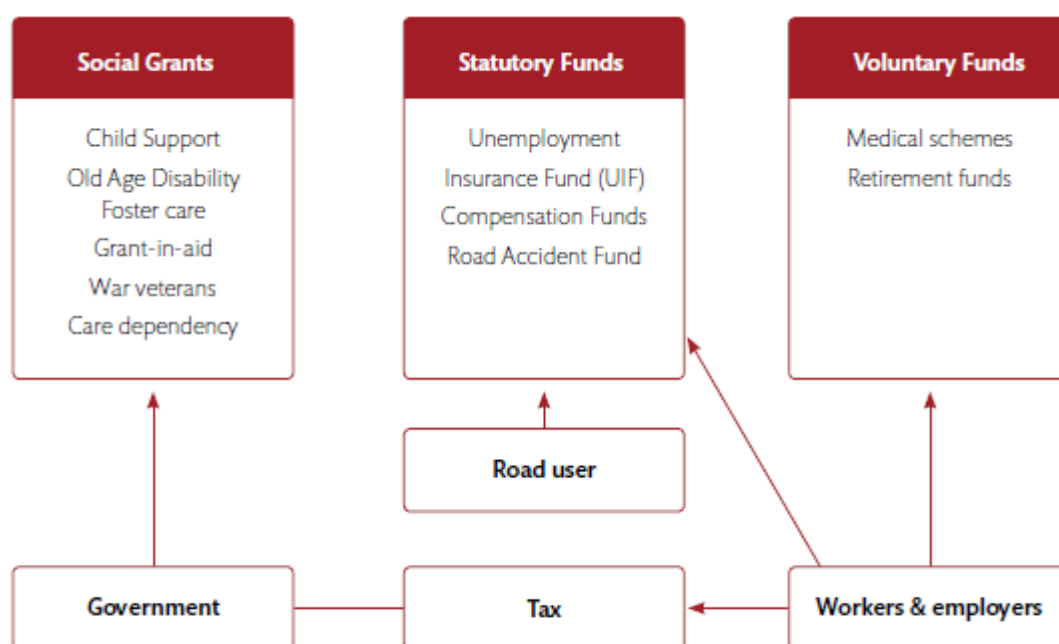 Social Grants
Child Support
Old Age Disability
Foster care
Grant-in-aid
War veterans
Care dependency
Statutory Funds
Unemployment
Insurance Fund (UIF)
Compensation Funds
Road Accident Fund
Voluntary Funds
Medical schemes
Retirement funds
Road user
Government
Tax
Workers & employers